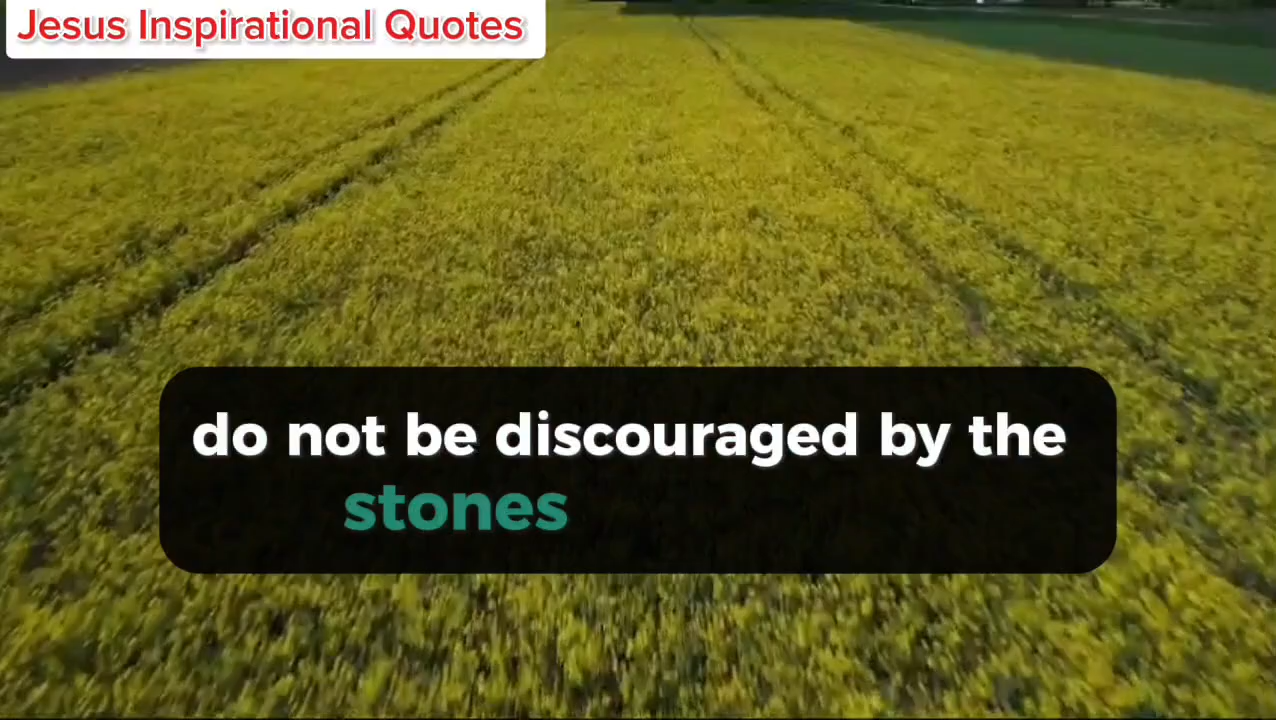 Jesus Inspirational Quotes
do not be discouraged by the
stones